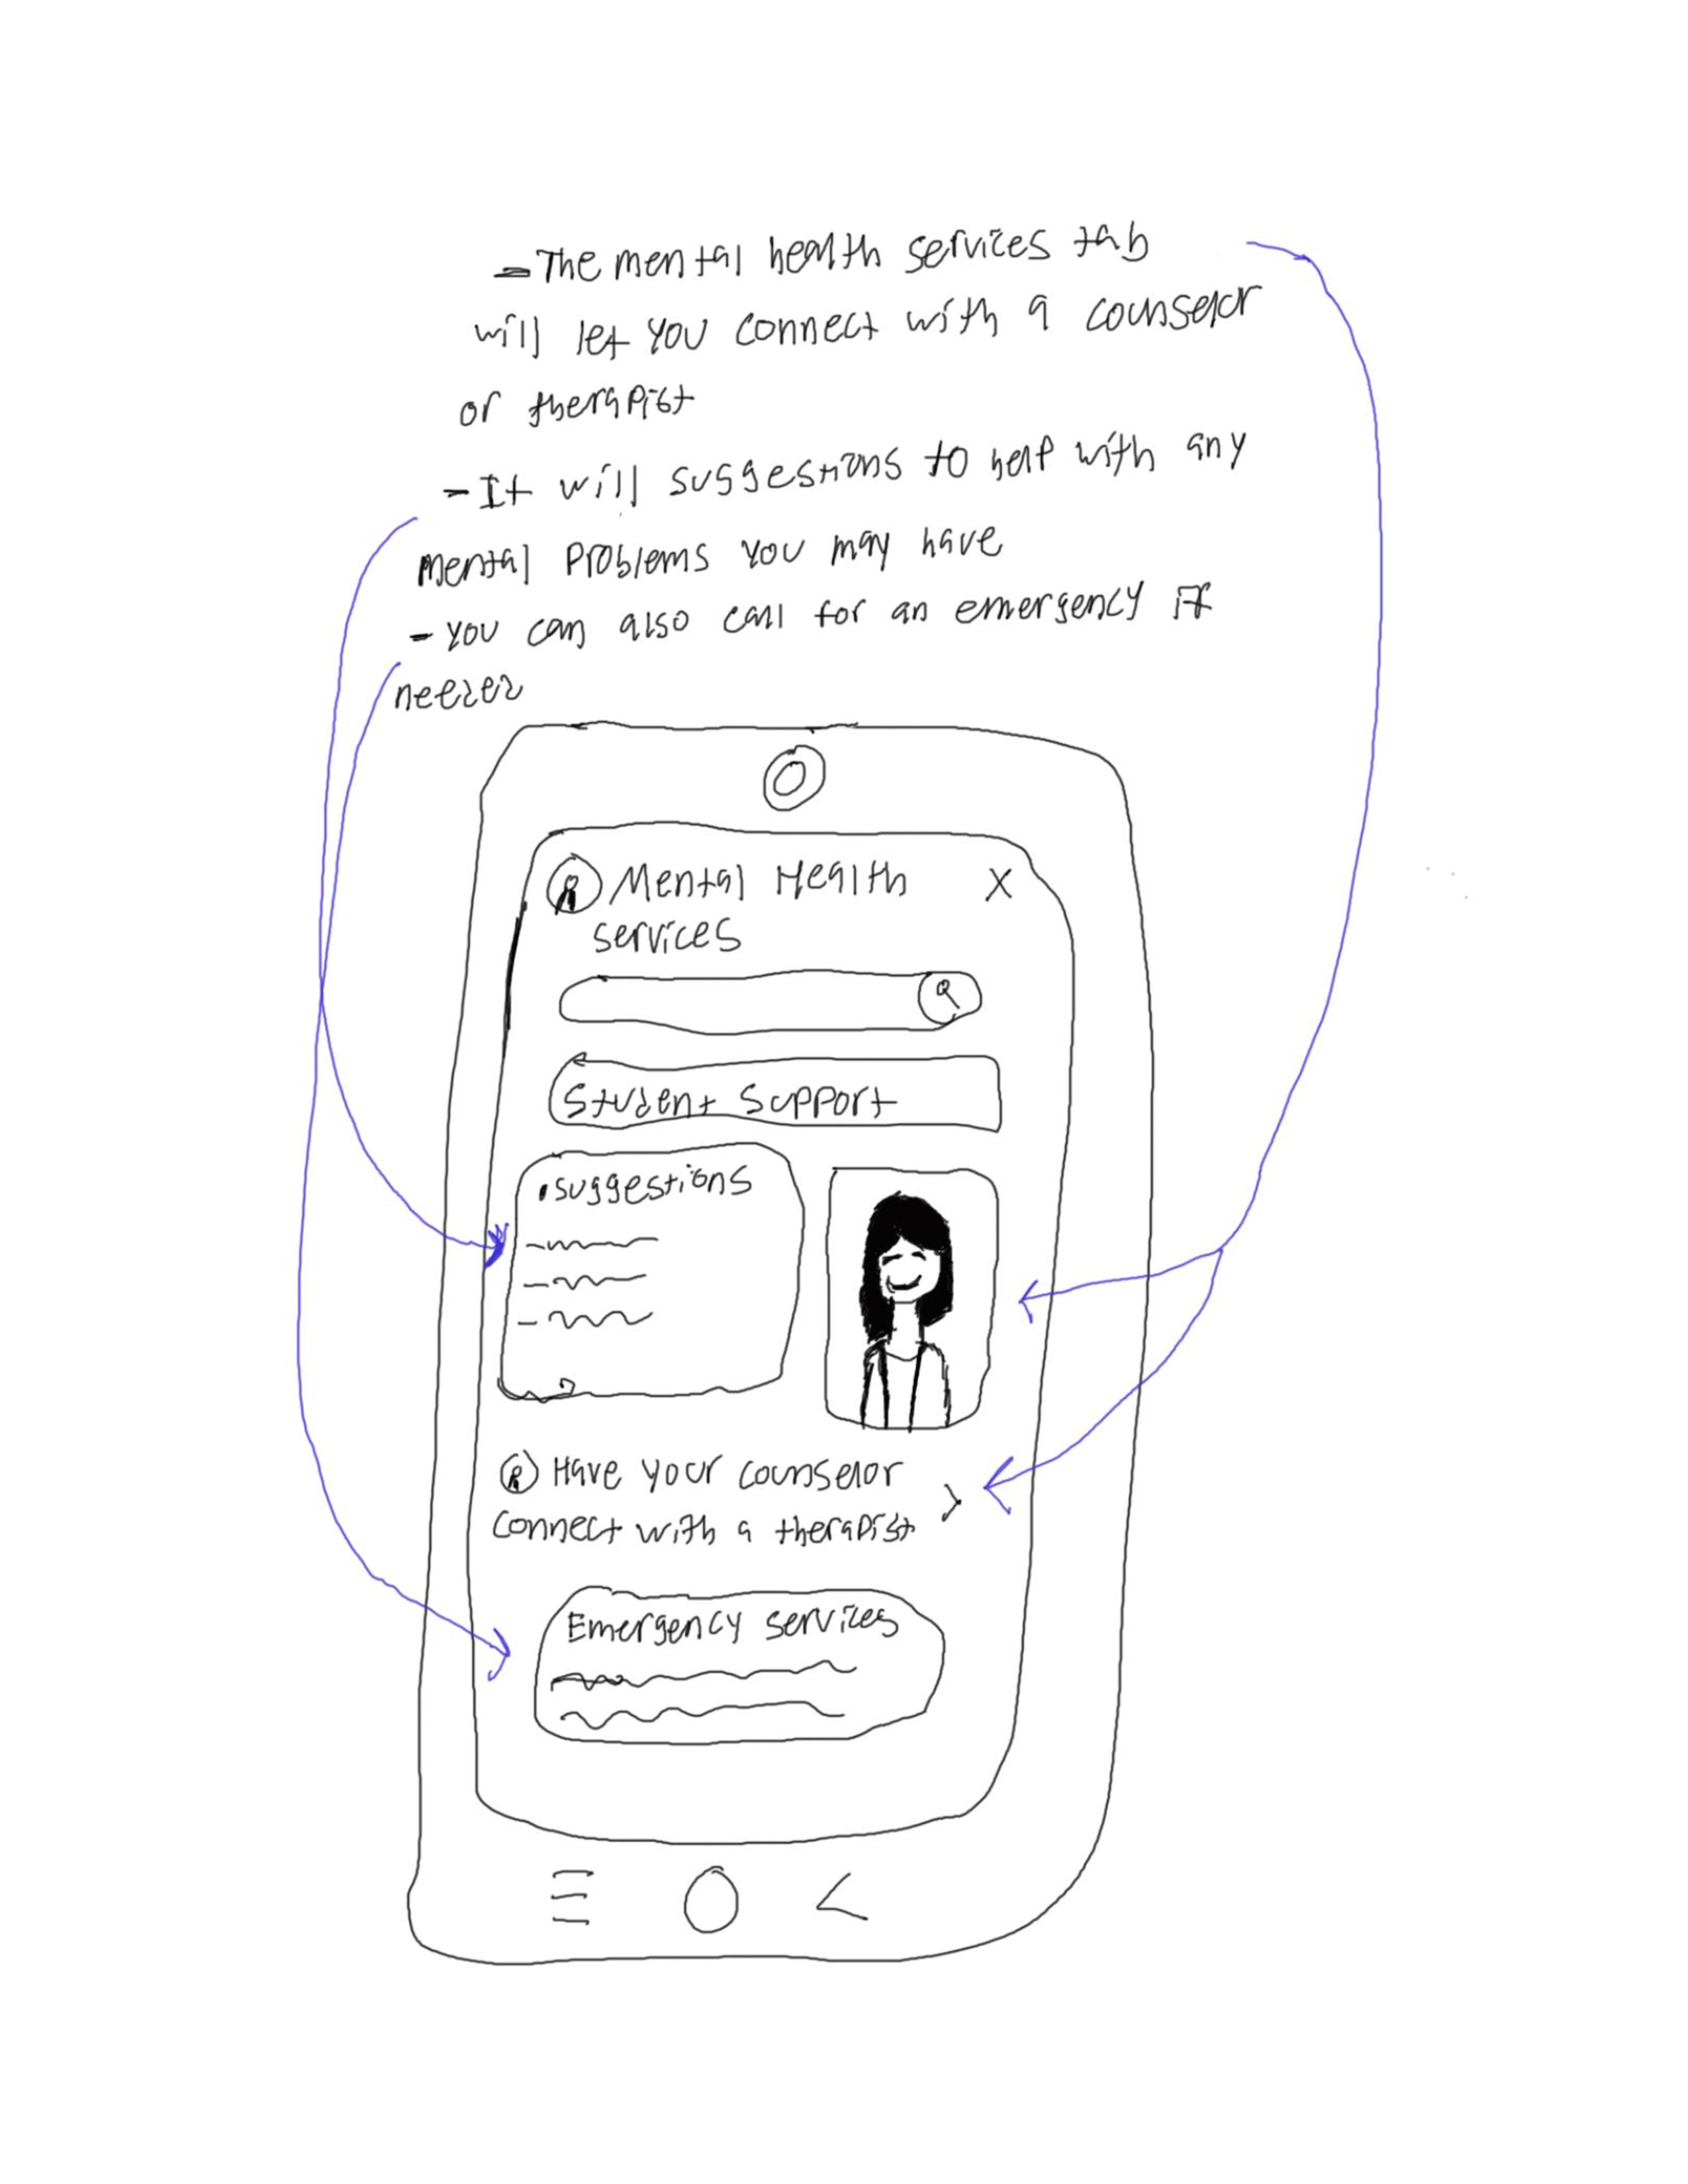 - The mental health services tab
will let you connect with a counselor
or therapist
- It will suggestions to help with any
mental problems you may have
- you can also call for an emergency if
needed
Mental Health X
services
Student Support
• suggestions
Have your counselor
connect with a therapist >
Emergency services